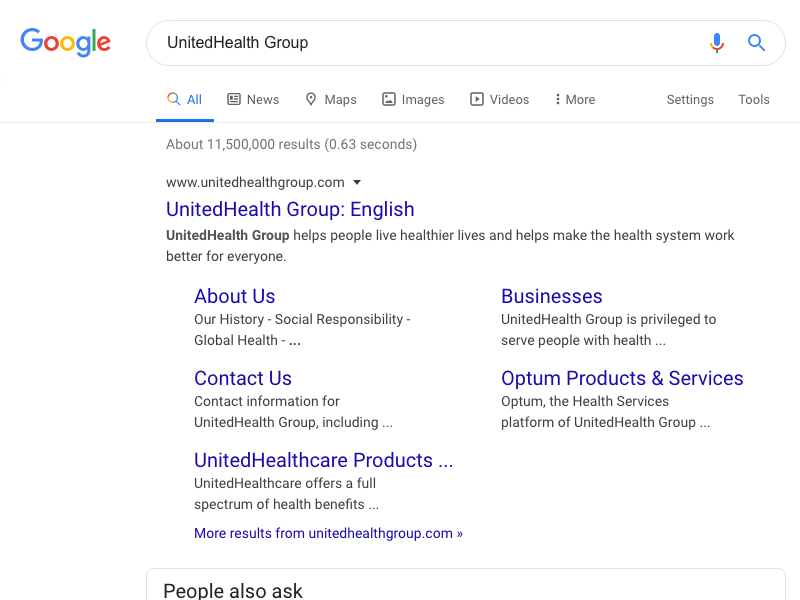 Google
UnitedHealth Group
All News Maps Images Videos More Settings Tools
About 11,500,000 results (0.63 seconds)
www.unitedhealthgroup.com
UnitedHealth Group: English
UnitedHealth Group helps people live healthier lives and helps make the health system work
better for everyone.
About Us
Our History - Social Responsibility -
Global Health - ...
Businesses
UnitedHealth Group is privileged to
serve people with health ...
Contact Us
Contact information for
UnitedHealth Group, including ...
Optum Products & Services
Optum, the Health Services
platform of UnitedHealth Group ...
UnitedHealthcare Products ...
UnitedHealthcare offers a full
spectrum of health benefits ...
More results from unitedhealthgroup.com »
People also ask